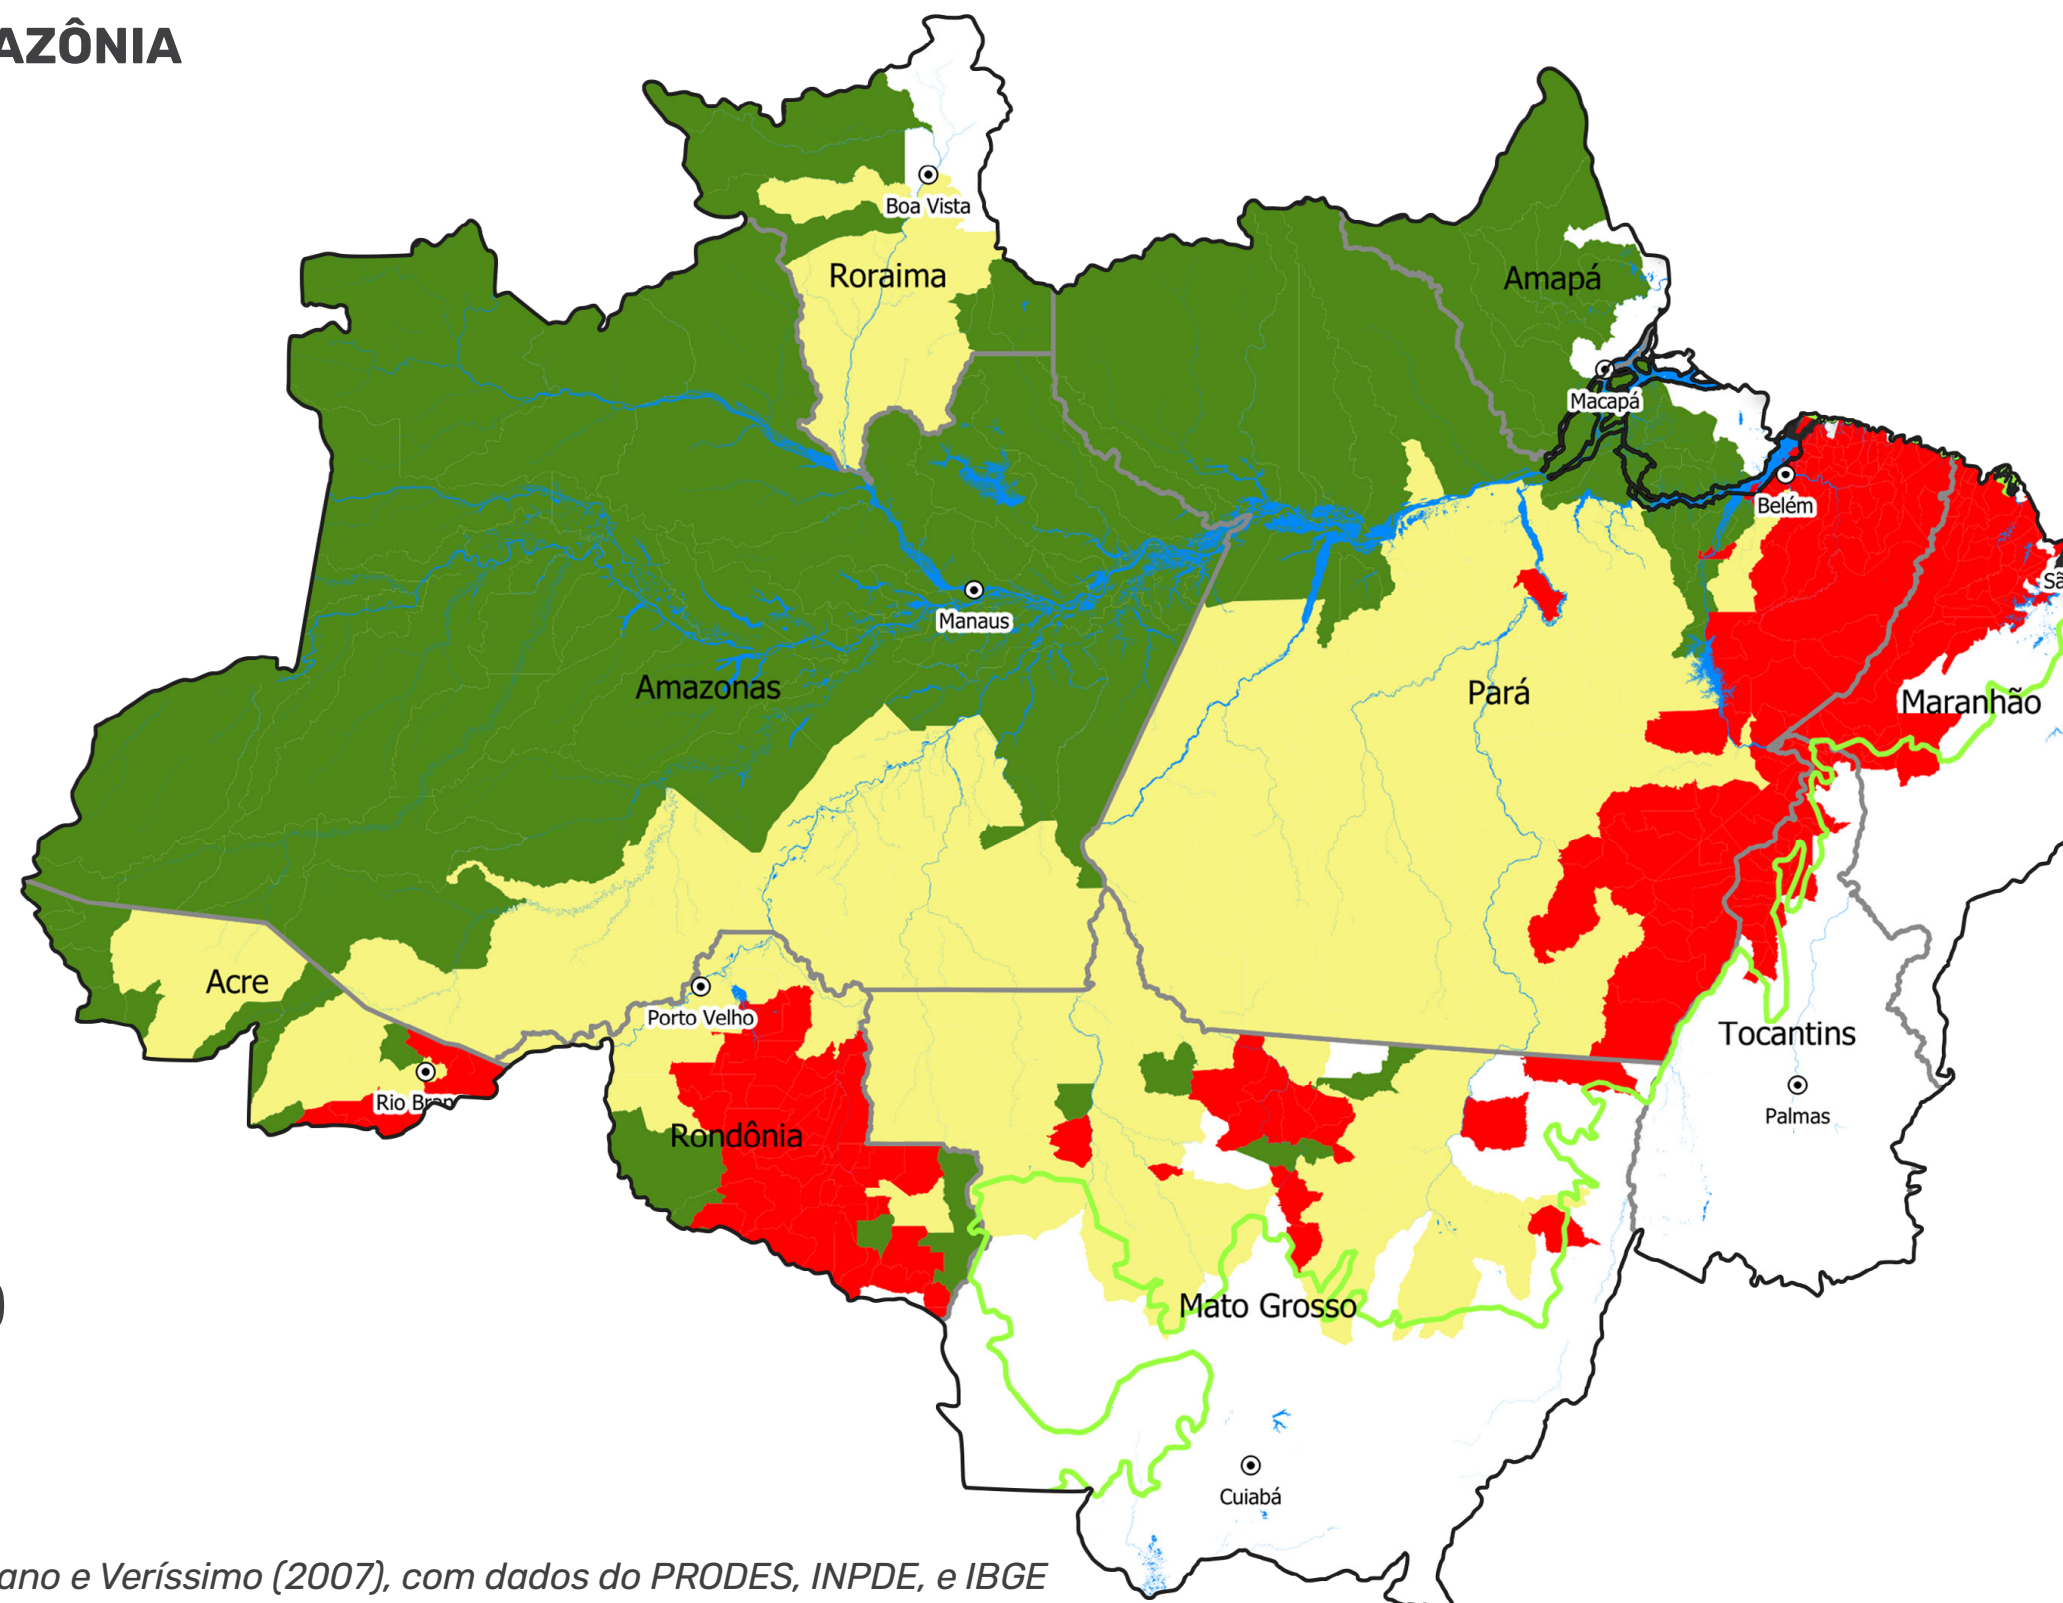 AZÔNIA
Boa Vista
Roraima
Amapá
Macapá
Belém
Sã
Manaus
Amazonas
Pará
Maranhão
Acre
Porto Velho
Tocantins
Rio Bran
Rondônia
Palmas
Mato Grosso
)
Cuiabá
ano e Veríssimo (2007), com dados do PRODES, INPDE, e IBGE